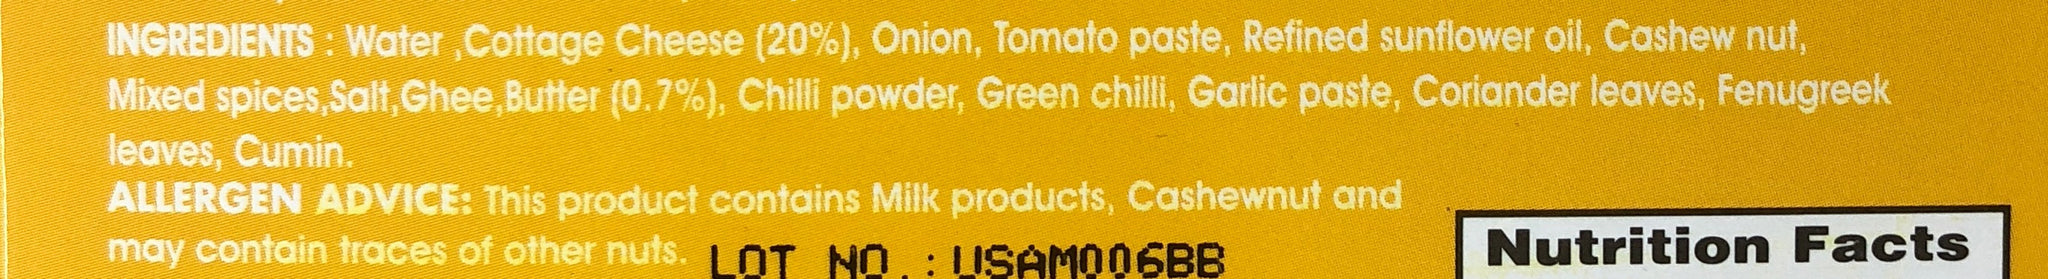 INGREDIENTS : Water ,Cottage Cheese (20%), Onion, Tomato paste, Refined sunflower oil, Cashew nut,
Mixed spices,Salt,Ghee,Butter (0.7%), Chilli powder, Green chilli, Garlic paste, Coriander leaves, Fenugreek
leaves, Cumin.
ALLERGEN ADVICE: This product contains Milk products, Cashewnut and
may contain traces of other nuts.
LOT NO.: USAM006BB
Nutrition Facts